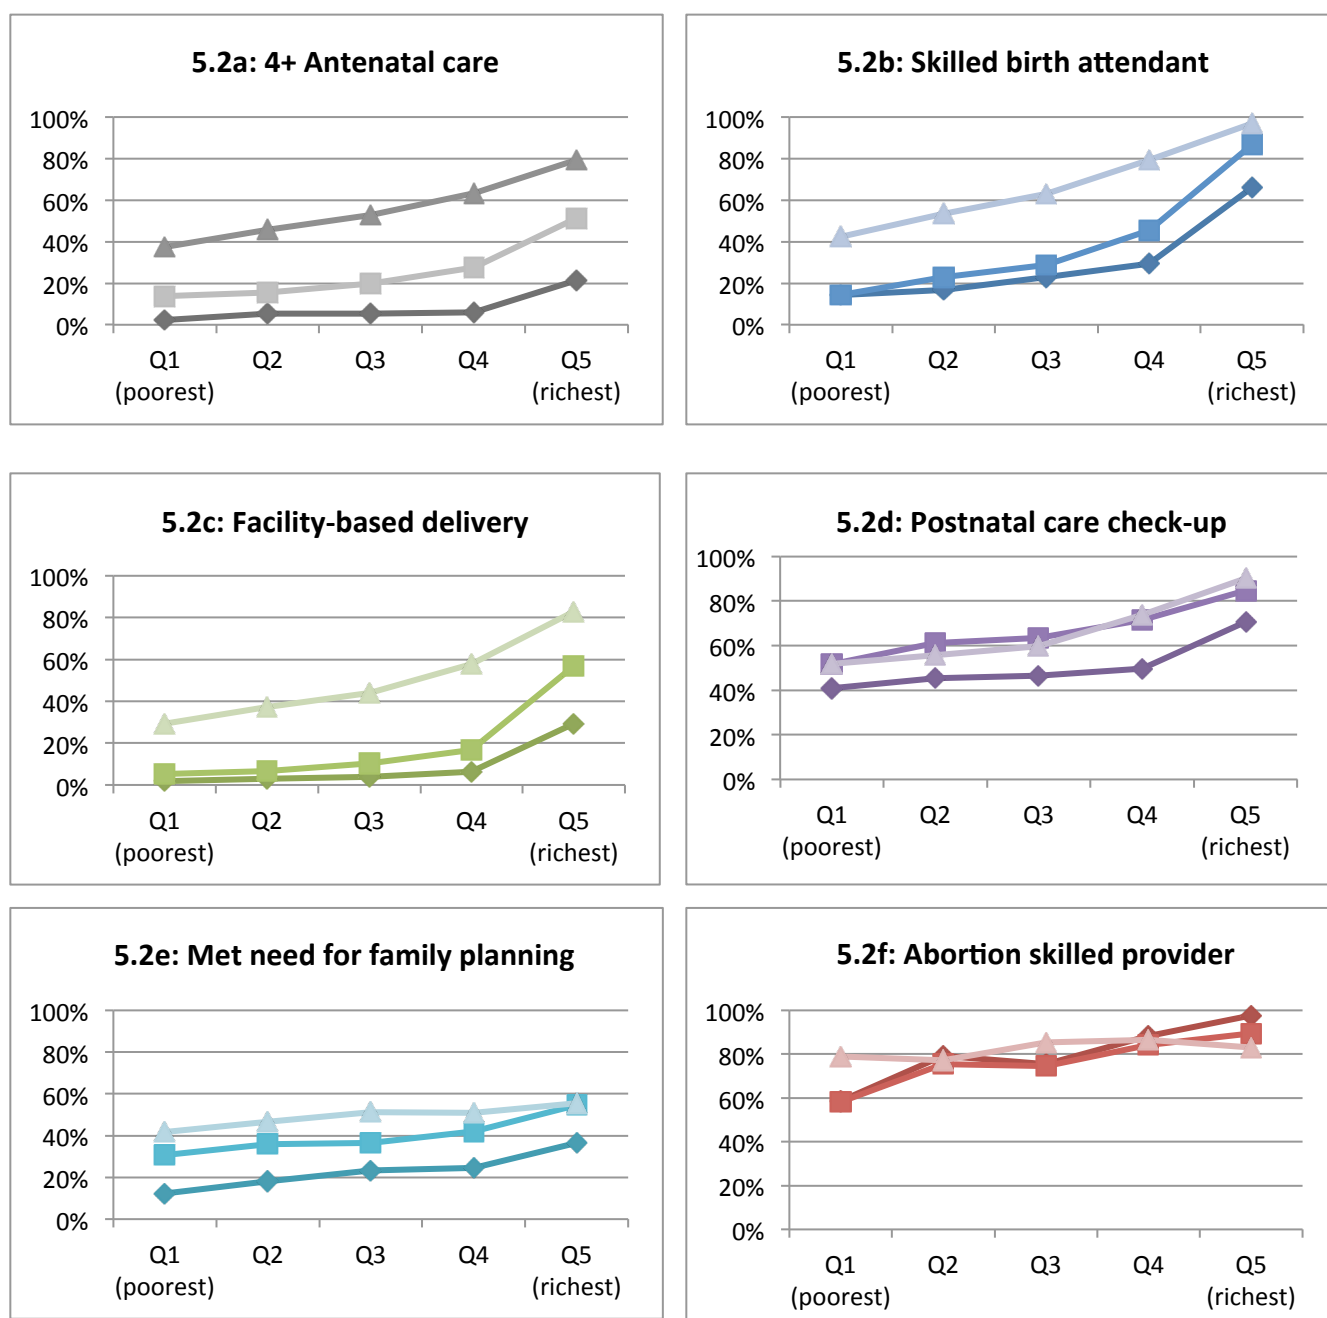 5.2a: 4+ Antenatal care
100%
80%
60%
40%
20%
0%
Q1 Q2 Q3 Q4 Q5
(poorest) (richest)
5.2b: Skilled birth attendant
100%
80%
60%
40%
20%
0%
Q1 Q2 Q3 Q4 Q5
(poorest) (richest)
5.2c: Facility-based delivery
100%
80%
60%
40%
20%
0%
Q1 Q2 Q3 Q4 Q5
(poorest) (richest)
5.2d: Postnatal care check-up
100%
80%
60%
40%
20%
0%
Q1 Q2 Q3 Q4 Q5
(poorest) (richest)
5.2e: Met need for family planning
100%
80%
60%
40%
20%
0%
Q1 Q2 Q3 Q4 Q5
(poorest) (richest)
5.2f: Abortion skilled provider
100%
80%
60%
40%
20%
0%
Q1 Q2 Q3 Q4 Q5
(poorest) (richest)